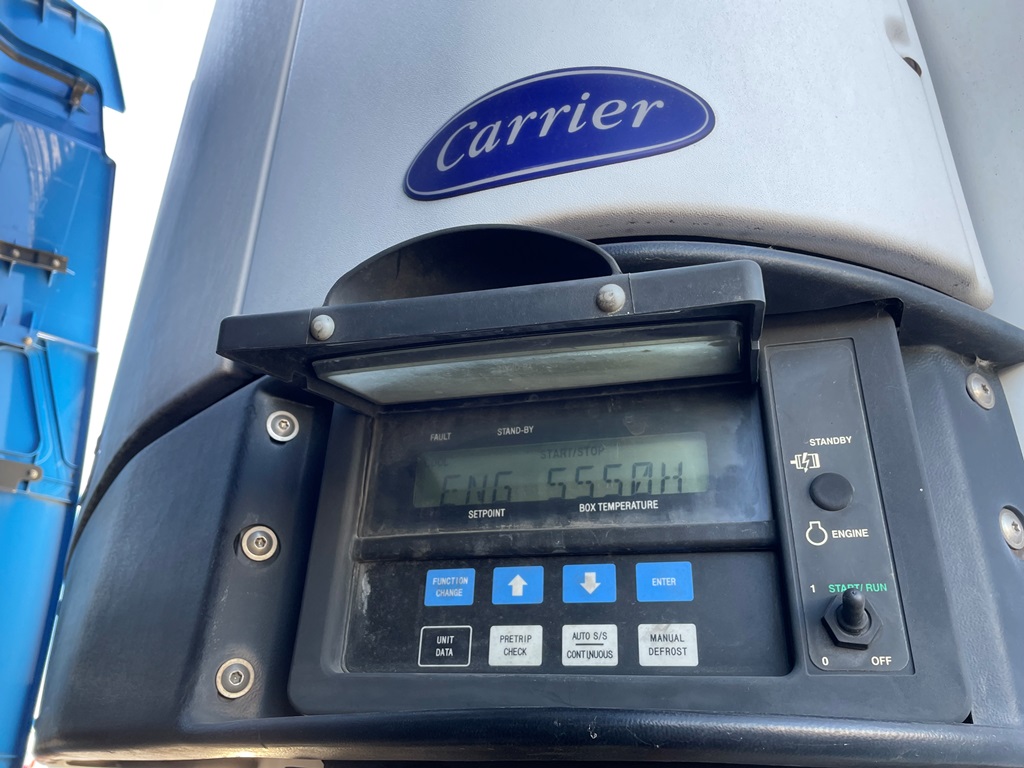 Carrier
FAULT STAND-BY
START/STOP
ENG 5550H
SETPOINT BOX TEMPERATURE
FUNCTION
CHANGE
ENTER
UNIT
DATA
PRETRIP
CHECK
AUTO S/S
CONTINUOUS
MANUAL
DEFROST
STANDBY
ENGINE
1 START/RUN
0 OFF